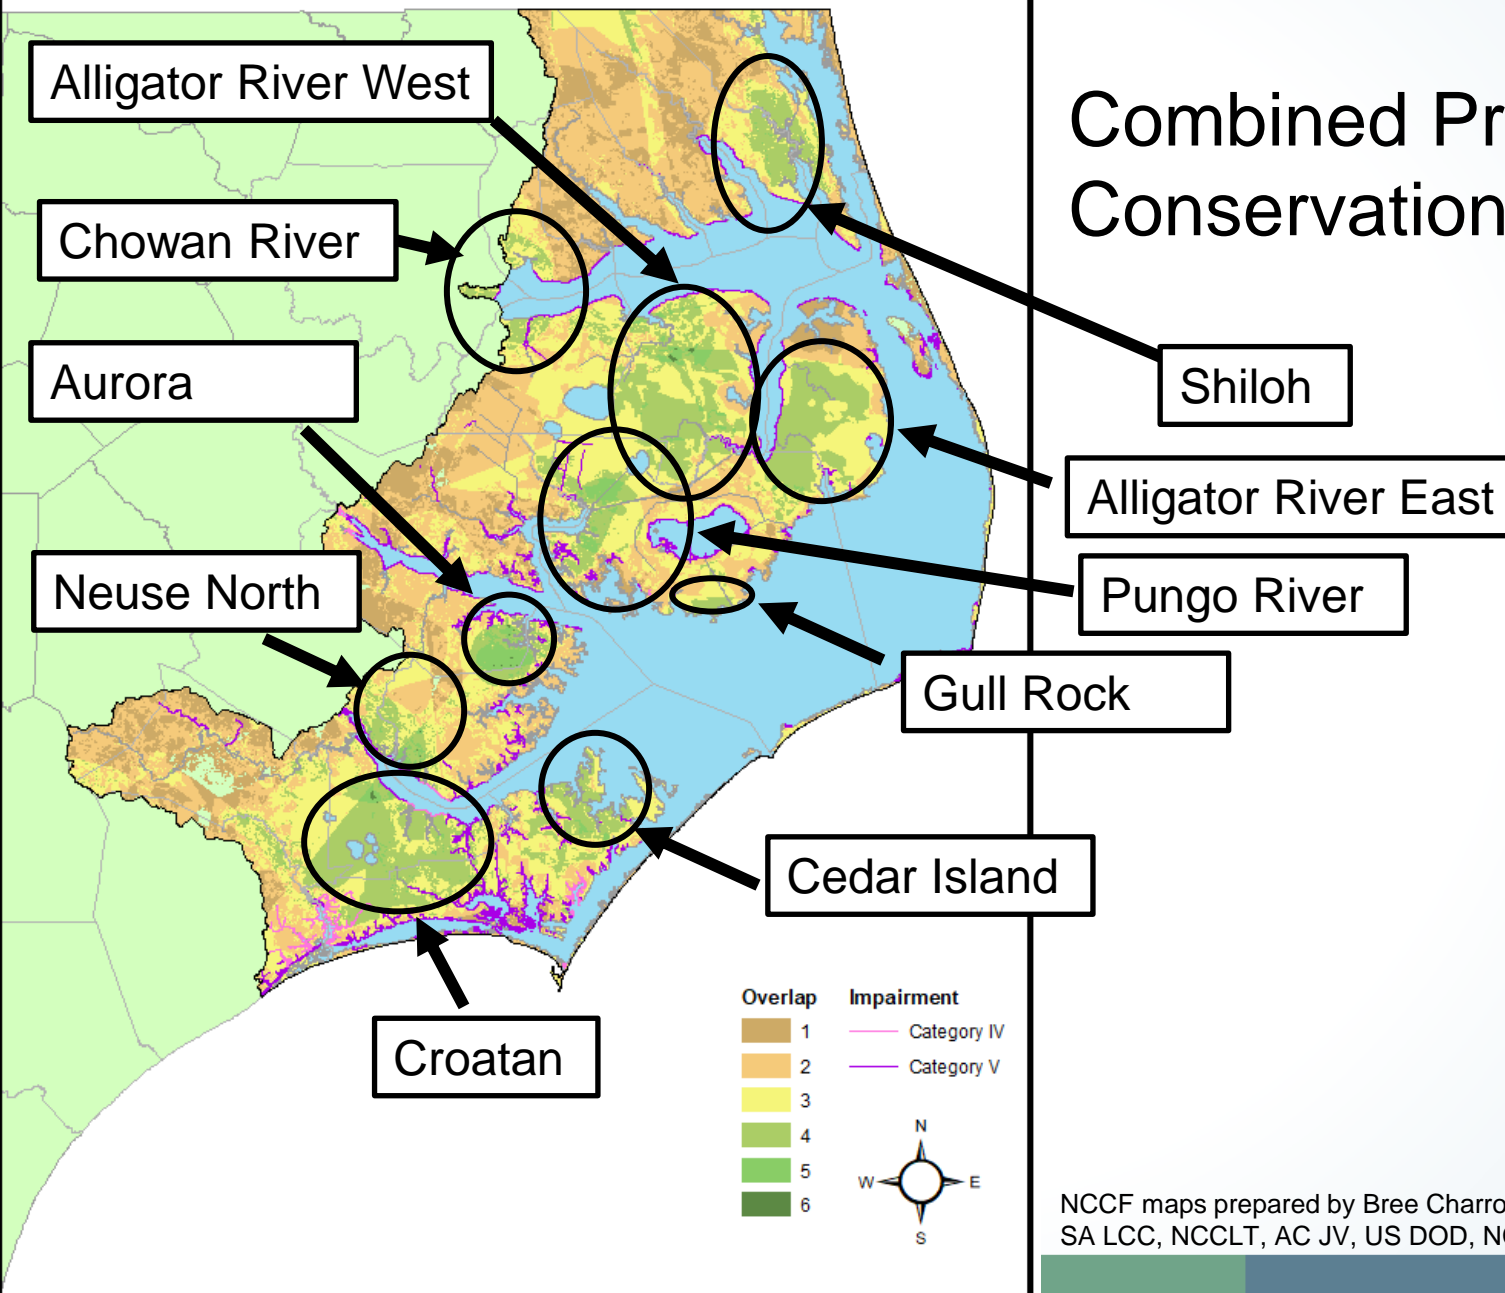 Combined Pr
Conservation
Alligator River West
Chowan River
Aurora
Neuse North
Shiloh
Alligator River East
Pungo River
Gull Rock
Cedar Island
Croatan
Overlap
1
2
3
4
5
6
Impairment
Category IV
Category V
N
W
E
S
NCCF maps prepared by Bree Charro
SA LCC, NCCLT, AC JV, US DOD, NC